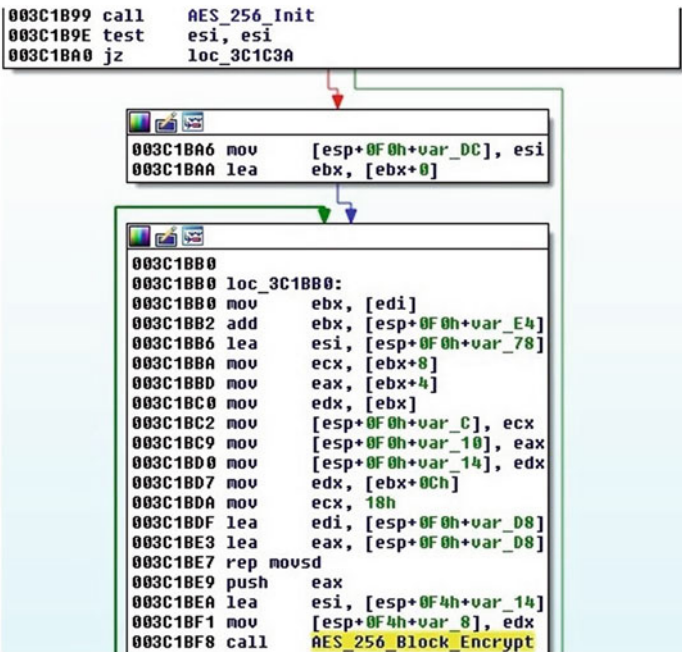 003C1B99 call AES_256_Init
003C1B9E test esi, esi
003C1BA0 jz loc_3C1C3A
003C1BA6 mov [esp+0F0h+var_DC], esi
003C1BAA lea ebx, [ebx+0]
003C1BB0
003C1BB0 loc_3C1BB0:
003C1BB0 mov ebx, [edi]
003C1BB2 add ebx, [esp+0F0h+var_E4]
003C1BB6 lea esi, [esp+0F0h+var_78]
003C1BBA mov ecx, [ebx+8]
003C1BBD mov eax, [ebx+4]
003C1BC0 mov edx, [ebx]
003C1BC2 mov [esp+0F0h+var_C], ecx
003C1BC9 mov [esp+0F0h+var_10], eax
003C1BD0 mov [esp+0F0h+var_14], edx
003C1BD7 mov edx, [ebx+0Ch]
003C1BDA mov ecx, 18h
003C1BDF lea edi, [esp+0F0h+var_D8]
003C1BE3 lea eax, [esp+0F0h+var_D8]
003C1BE7 rep movsd
003C1BE9 push eax
003C1BEA lea esi, [esp+0F4h+var_14]
003C1BF1 mov [esp+0F4h+var_8], edx
003C1BF8 call AES_256_Block_Encrypt